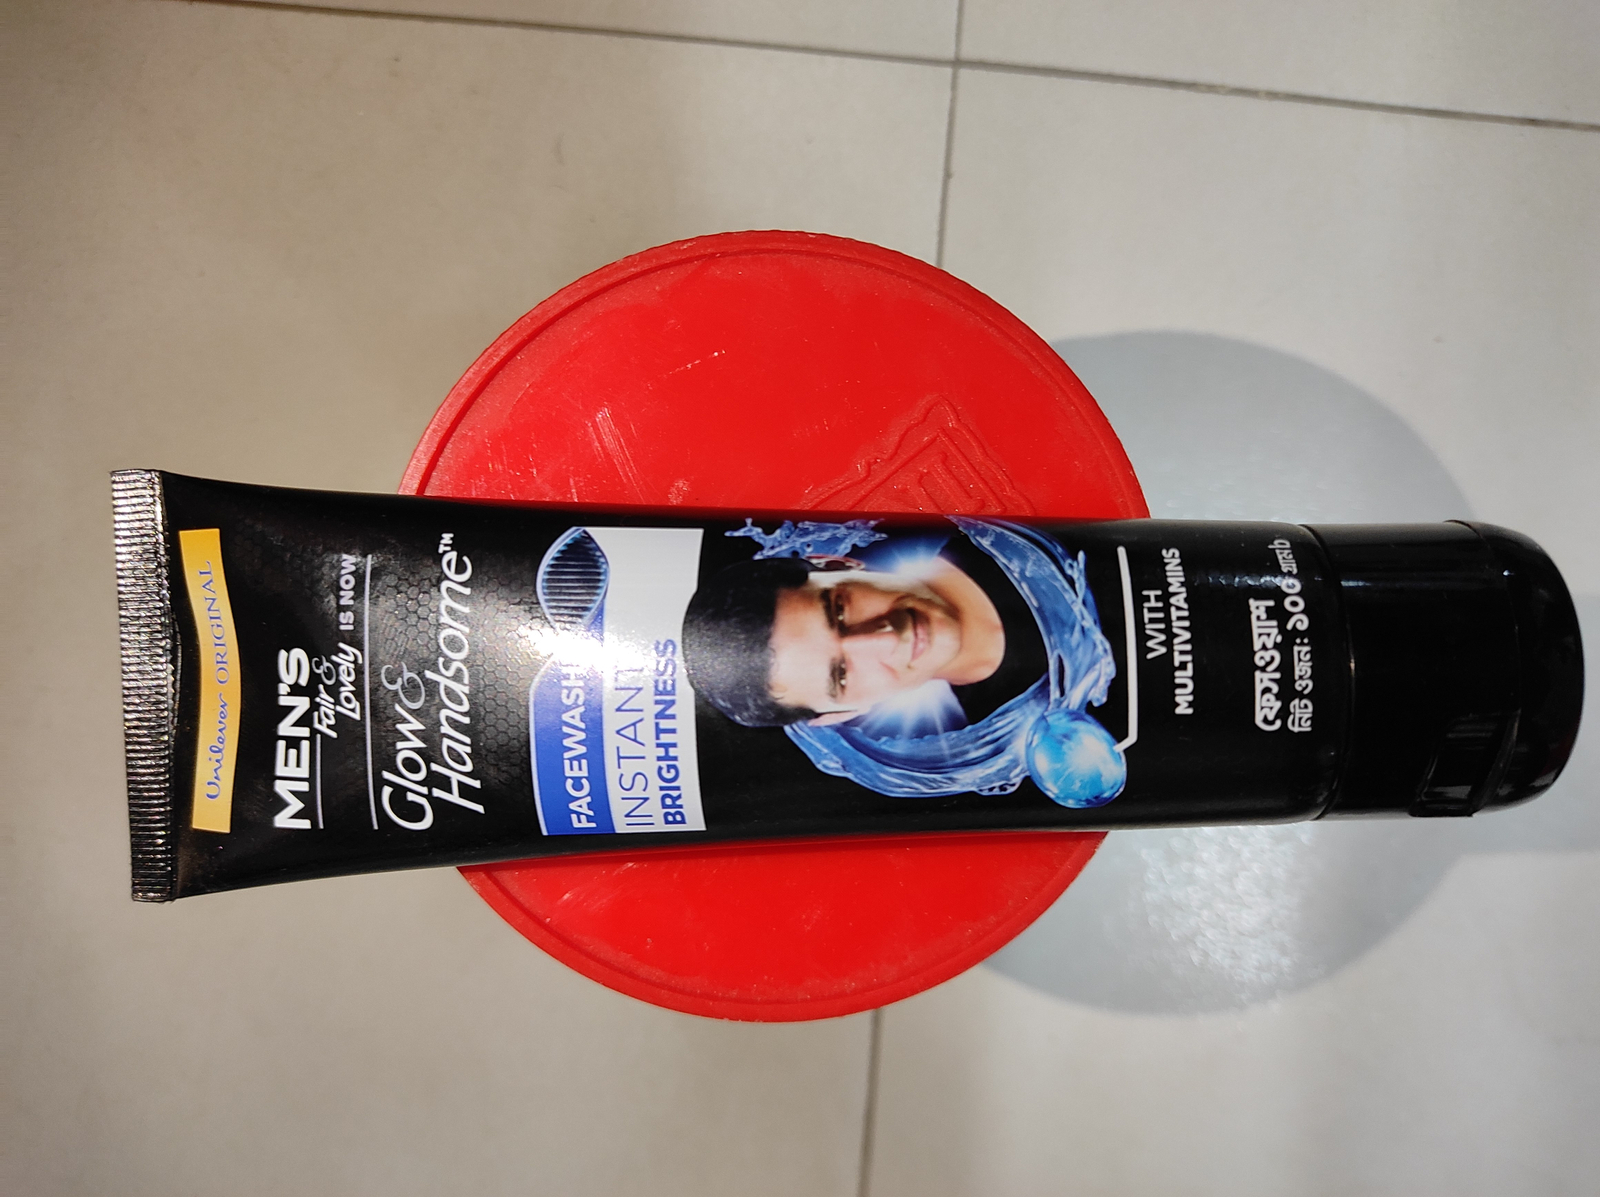 Unilever ORIGINAL
MEN'S
Fair &
Lovely IS NOW
Glow &
Handsome™
FACEWASH
INSTANT
BRIGHTNESS
WITH
MULTIVITAMINS
ফেসওয়াশ
নিট ওজন: ১০০ গ্রাম